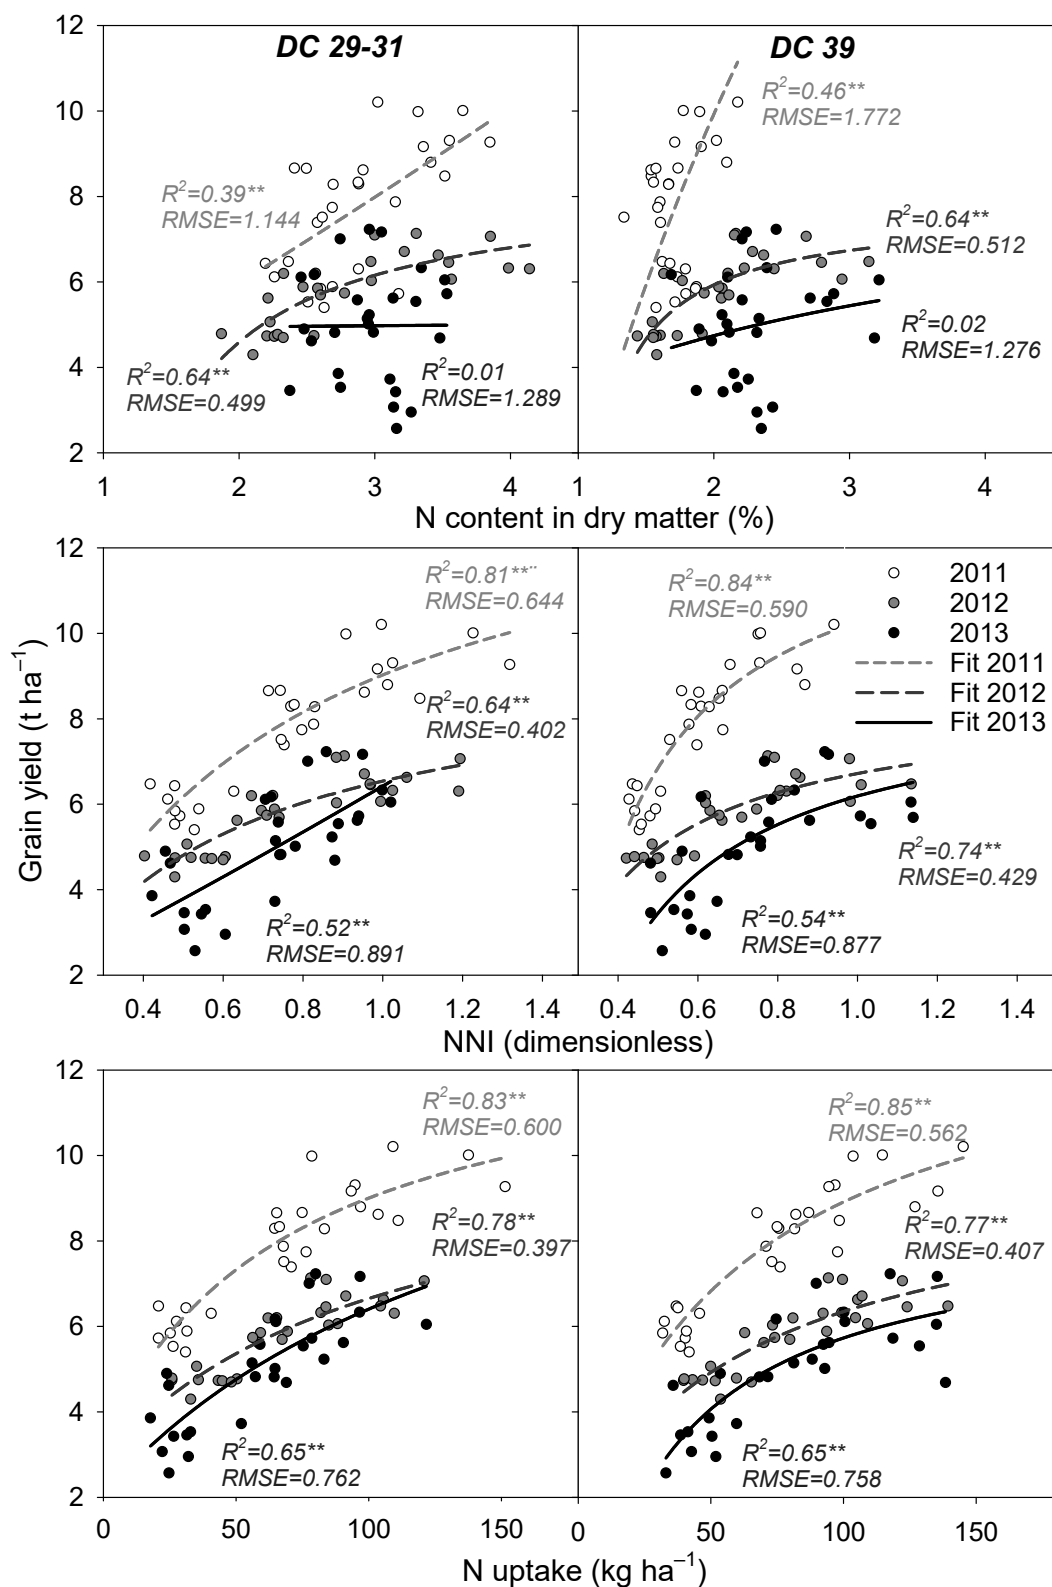 DC 29-31
DC 39
12
10
8
6
4
2
R²=0.39**
RMSE=1.144
R²=0.64**
RMSE=0.499
R²=0.01
RMSE=1.289
R²=0.46**
RMSE=1.772
R²=0.64**
RMSE=0.512
R²=0.02
RMSE=1.276
1 2 3 4
1 2 3 4
N content in dry matter (%)
Grain yield (t ha⁻¹)
12
10
8
6
4
2
R²=0.81**¨
RMSE=0.644
R²=0.64**
RMSE=0.402
R²=0.52**
RMSE=0.891
R²=0.84**
RMSE=0.590
2011
2012
2013
Fit 2011
Fit 2012
Fit 2013
R²=0.74**
RMSE=0.429
R²=0.54**
RMSE=0.877
0.4 0.6 0.8 1.0 1.2 1.4
0.4 0.6 0.8 1.0 1.2 1.4
NNI (dimensionless)
12
10
8
6
4
2
R²=0.83**
RMSE=0.600
R²=0.78**
RMSE=0.397
R²=0.65**
RMSE=0.762
R²=0.85**
RMSE=0.562
R²=0.77**
RMSE=0.407
R²=0.65**
RMSE=0.758
0 50 100 150
0 50 100 150
N uptake (kg ha⁻¹)